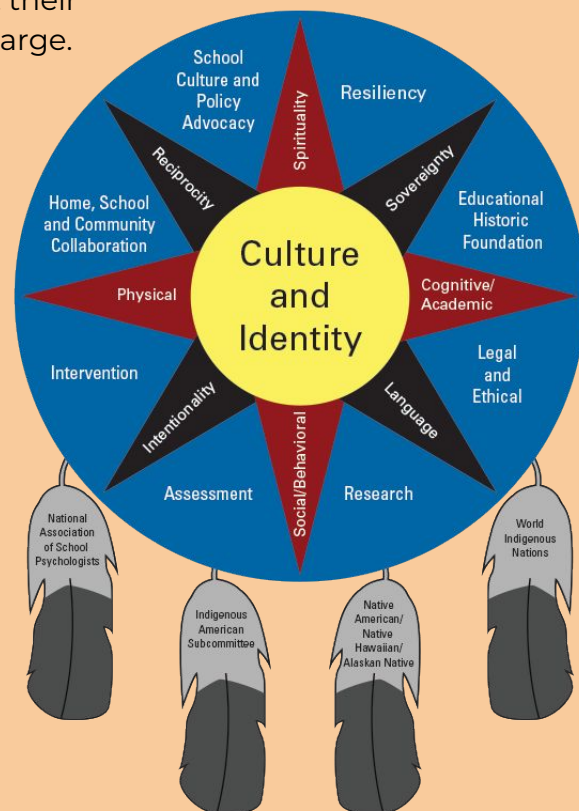 their
arge.
School
Culture and
Policy
Advocacy
Spirituality
Resiliency
Reciprocity
Sovereignty
Home, School
and Community
Collaboration
Educational
Historic
Foundation
Culture
and
Identity
Physical
Cognitive/
Academic
Intervention
Legal
and
Ethical
Intentionality
Language
Assessment
Social/Behavioral
Research
National
Association
of School
Psychologists
Indigenous
American
Subcommittee
Native
American/
Native
Hawaiian/
Alaskan Native
World
Indigenous
Nations